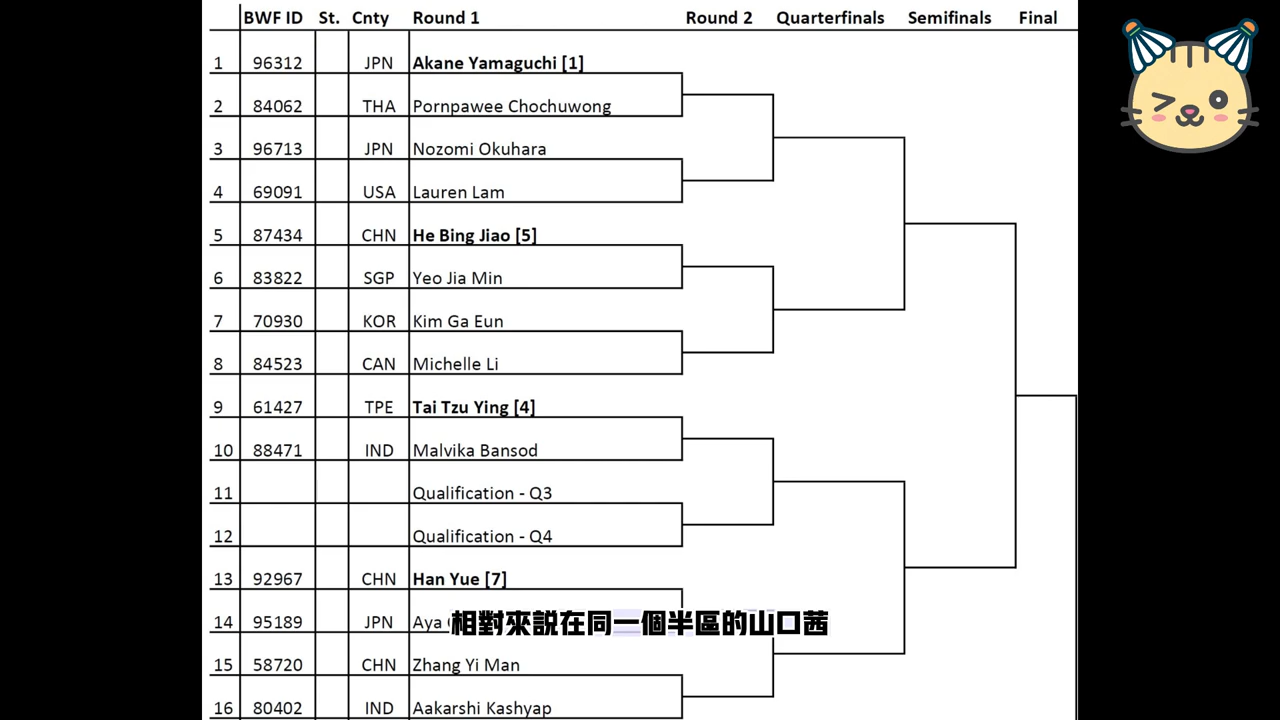 BWF ID St. Cnty Round 1 Round 2 Quarterfinals Semifinals Final
1 96312 JPN Akane Yamaguchi [1]
2 84062 THA Pornpawee Chochuwong
3 96713 JPN Nozomi Okuhara
4 69091 USA Lauren Lam
5 87434 CHN He Bing Jiao [5]
6 83822 SGP Yeo Jia Min
7 70930 KOR Kim Ga Eun
8 84523 CAN Michelle Li
9 61427 TPE Tai Tzu Ying [4]
10 88471 IND Malvika Bansod
11 Qualification - Q3
12 Qualification - Q4
13 92967 CHN Han Yue [7]
14 95189 JPN Aya
相對來説在同一個半區的山口茜
15 58720 CHN Zhang Yi Man
16 80402 IND Aakarshi Kashyap